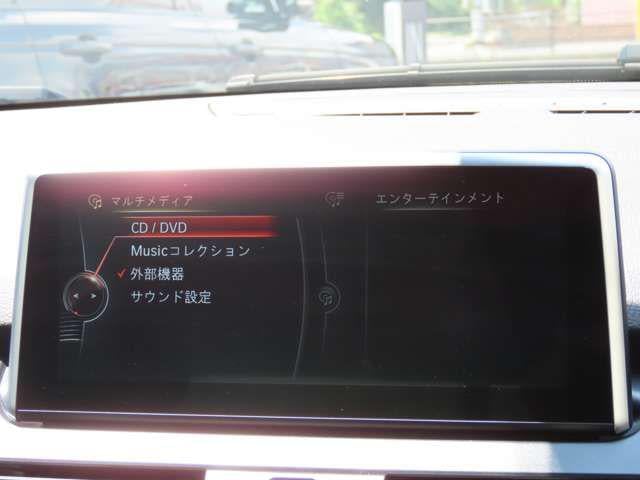 マルチメディア
エンターテインメント
CD / DVD
Musicコレクション
外部機器
サウンド設定